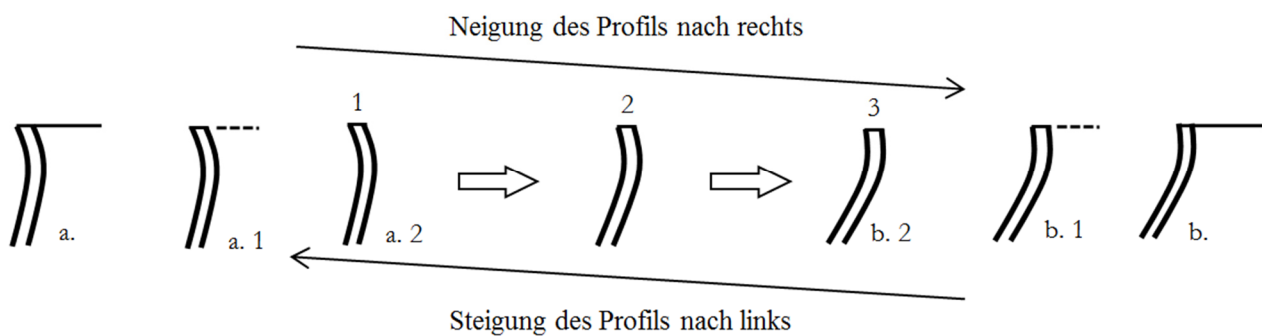 Neigung des Profils nach rechts
1 2 3
a. a. 1 a. 2 b. 2 b. 1 b.
Steigung des Profils nach links